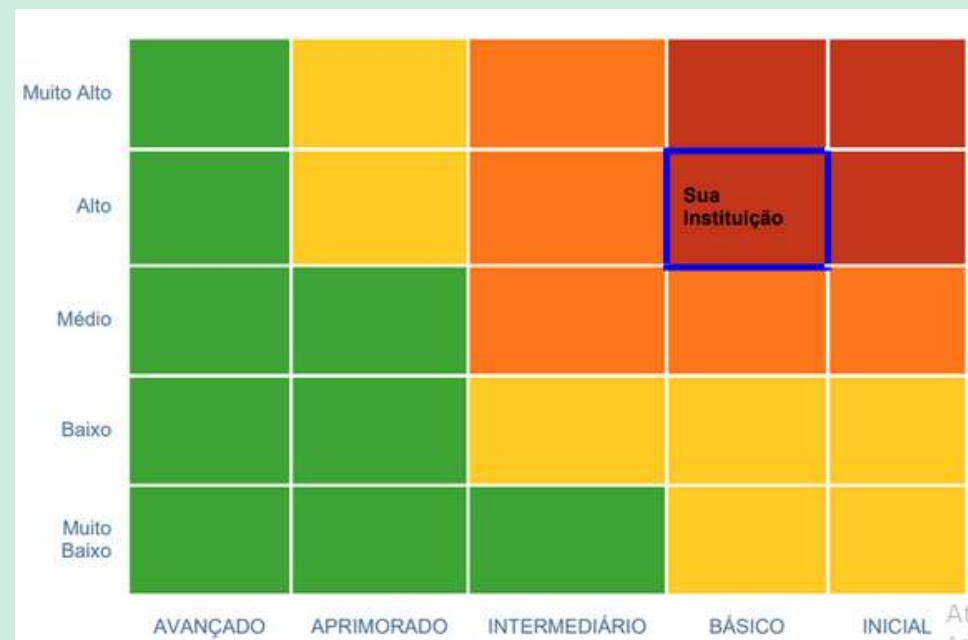 Muito Alto
Alto
Sua
Instituição
Médio
Baixo
Muito
Baixo
AVANÇADO APRIMORADO INTERMEDIÁRIO BÁSICO INICIAL